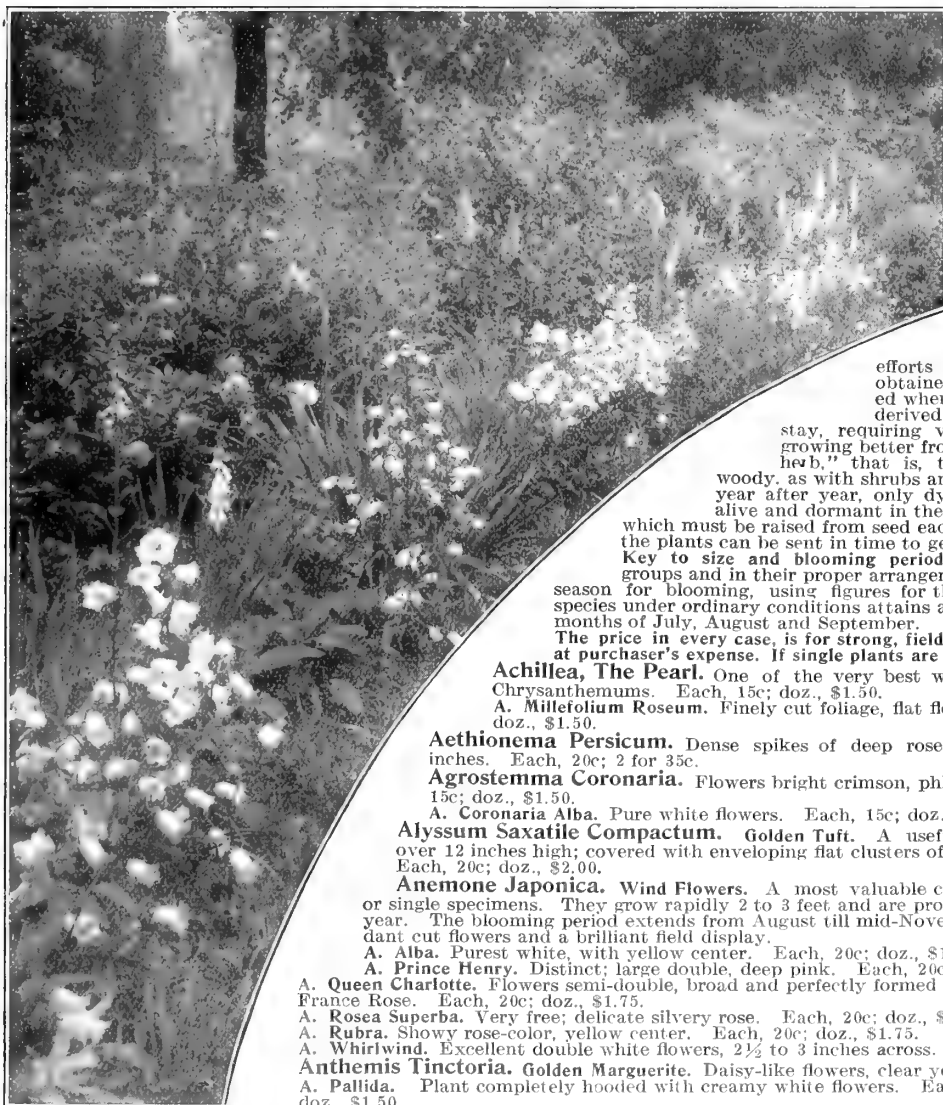 efforts
obtaine
ed when
derived
stay, requiring v
growing better fro
herb," that is, t
woody. as with shrubs an
year after year, only dy
alive and dormant in the
which must be raised from seed eac
the plants can be sent in time to ge
Key to size and blooming period
groups and in their proper arrangen
season for blooming, using figures for th
species under ordinary conditions attains a
months of July, August and September.
The price in every case, is for strong, field
at purchaser's expense. If single plants are
Achillea, The Pearl. One of the very best w
Chrysanthemums. Each, 15c; doz., $1.50.
A. Millefolium Roseum. Finely cut foliage, flat flo
doz., $1.50.
Aethionema Persicum. Dense spikes of deep rose
inches. Each, 20c; 2 for 35c.
Agrostemma Coronaria. Flowers bright crimson, ph
15c; doz., $1.50.
A. Coronaria Alba. Pure white flowers. Each, 15c; doz.
Alyssum Saxatile Compactum. Golden Tuft. A usef
over 12 inches high; covered with enveloping flat clusters of
Each, 20c; doz., $2.00.
Anemone Japonica. Wind Flowers. A most valuable c
or single specimens. They grow rapidly 2 to 3 feet and are pro
year. The blooming period extends from August till mid-Nove
dant cut flowers and a brilliant field display.
A. Alba. Purest white, with yellow center. Each, 20c; doz., $1
A. Prince Henry. Distinct; large double, deep pink. Each, 20c
A. Queen Charlotte. Flowers semi-double, broad and perfectly formed
France Rose. Each, 20c; doz., $1.75.
A. Rosea Superba. Very free; delicate silvery rose. Each, 20c; doz., $
A. Rubra. Showy rose-color, yellow center. Each, 20c; doz., $1.75.
A. Whirlwind. Excellent double white flowers, 2½ to 3 inches across.
Anthemis Tinctoria. Golden Marguerite. Daisy-like flowers, clear ye
A. Pallida. Plant completely hooded with creamy white flowers. Ea
doz., $1.50